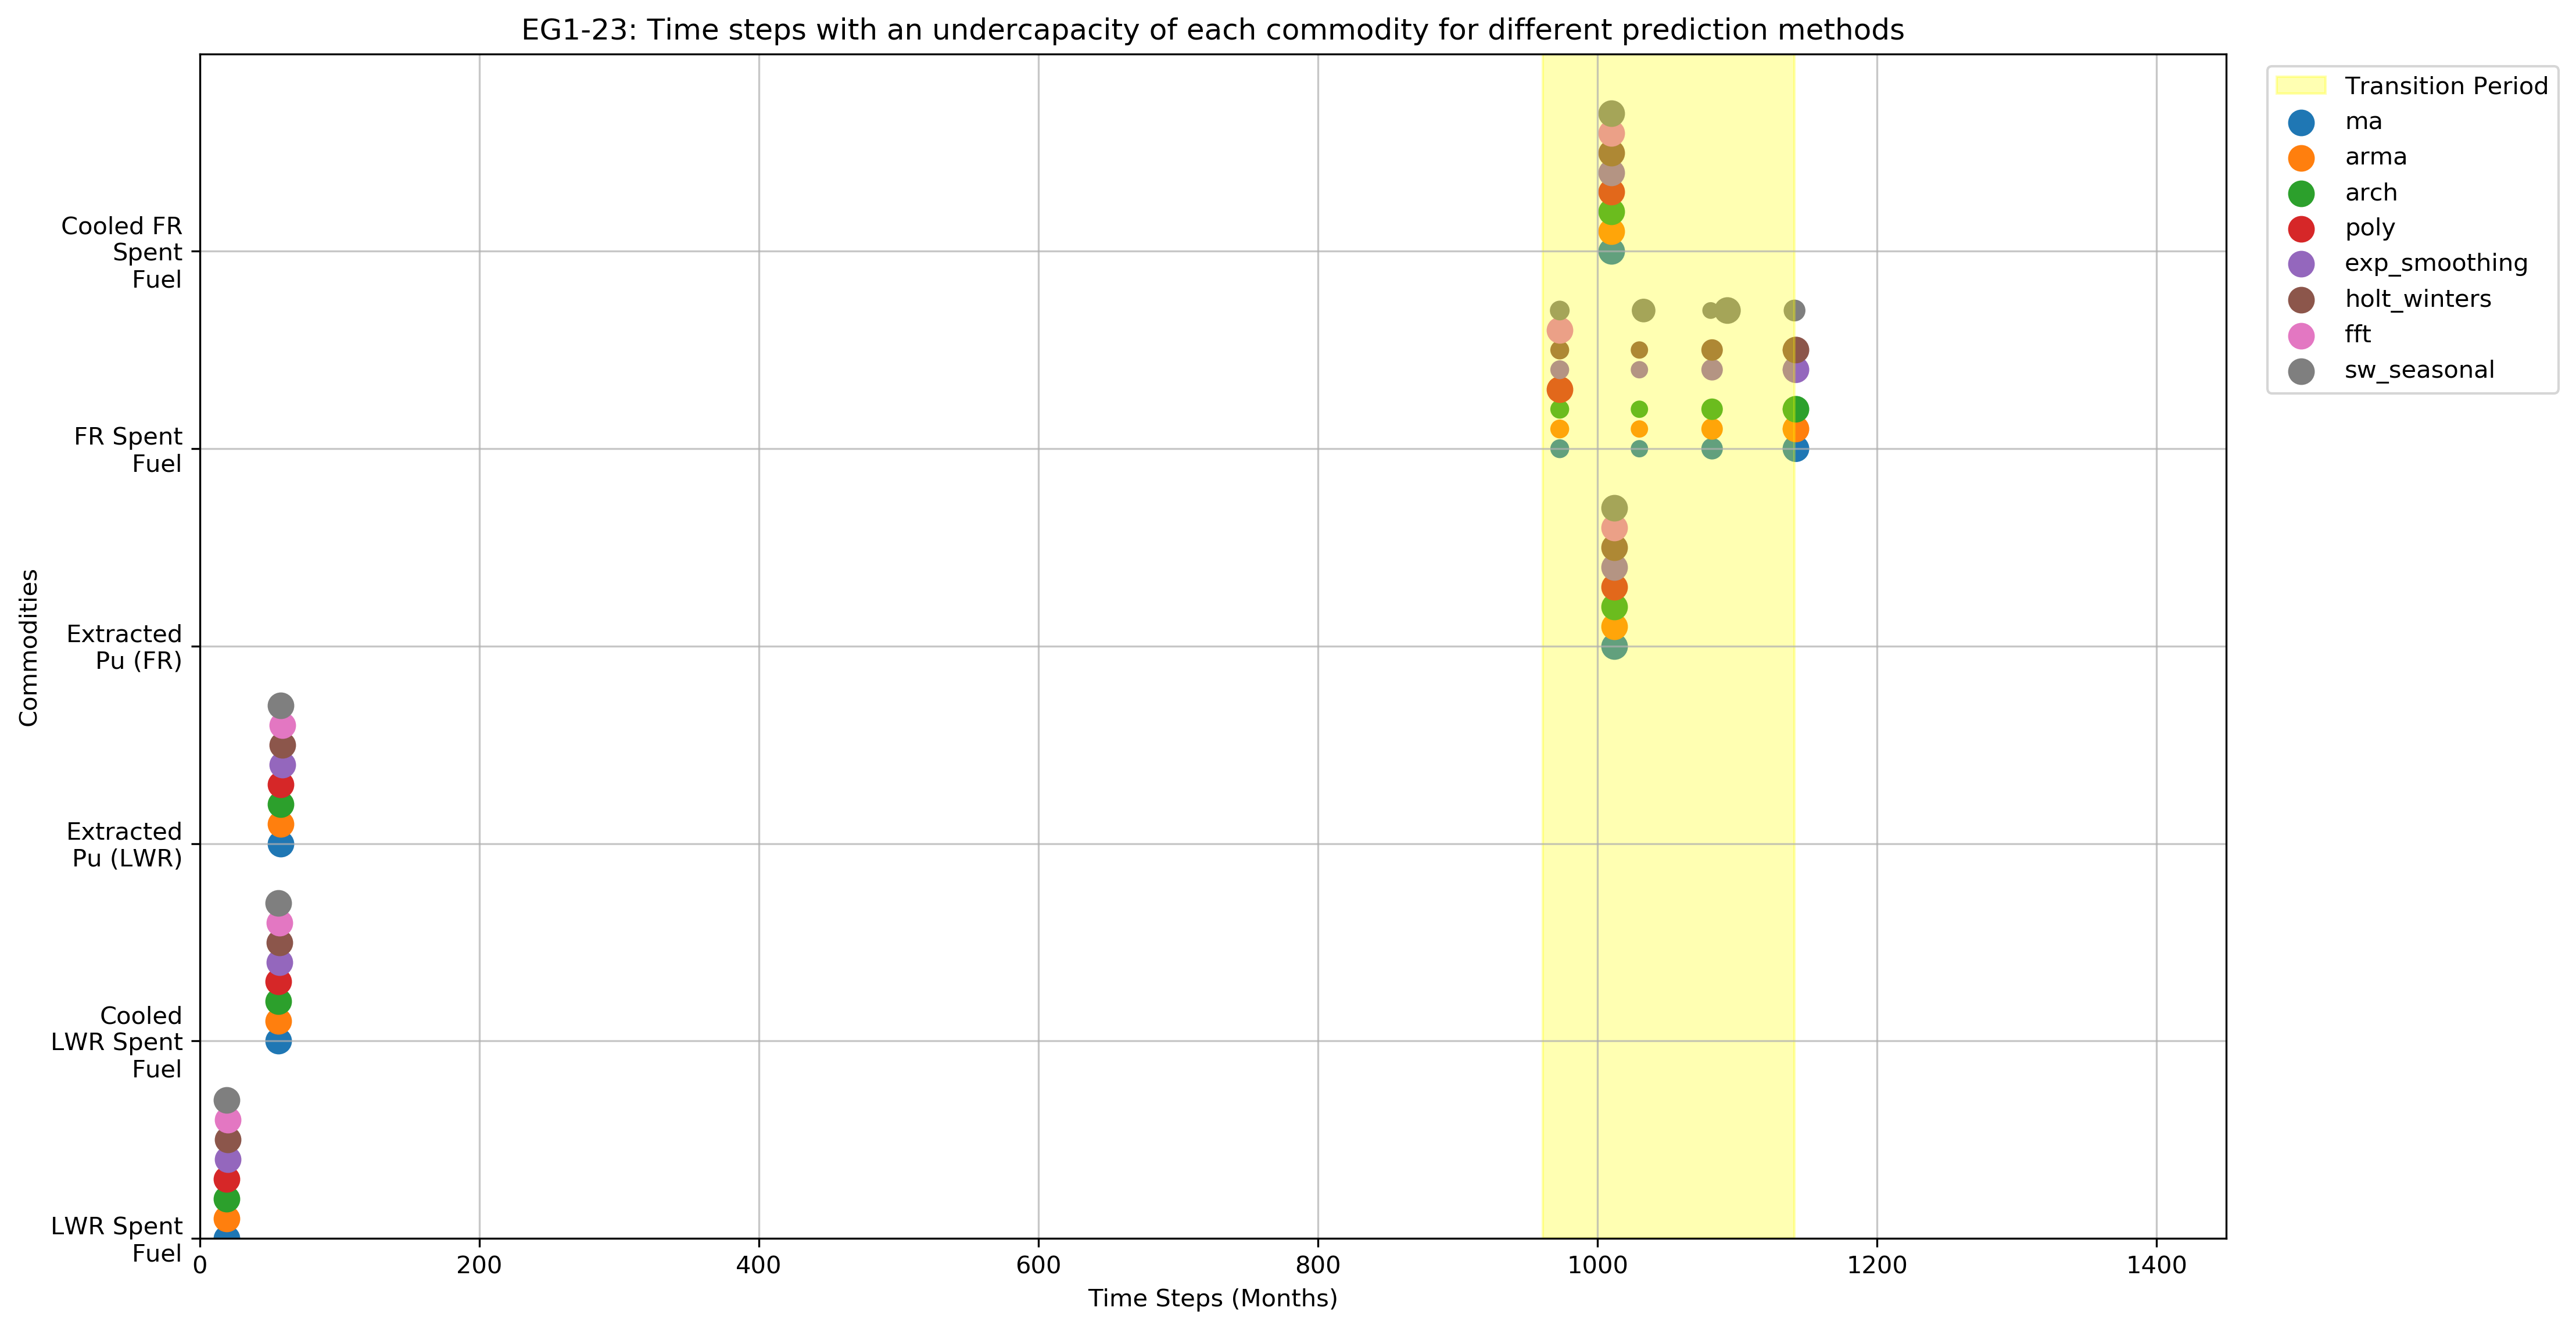 EG1-23: Time steps with an undercapacity of each commodity for different prediction methods
Transition Period
ma
arma
arch
poly
exp_smoothing
holt_winters
fft
sw_seasonal
Commodities
Cooled FR
Spent
Fuel
FR Spent
Fuel
Extracted
Pu (FR)
Extracted
Pu (LWR)
Cooled
LWR Spent
Fuel
LWR Spent
Fuel
0 200 400 600 800 1000 1200 1400
Time Steps (Months)